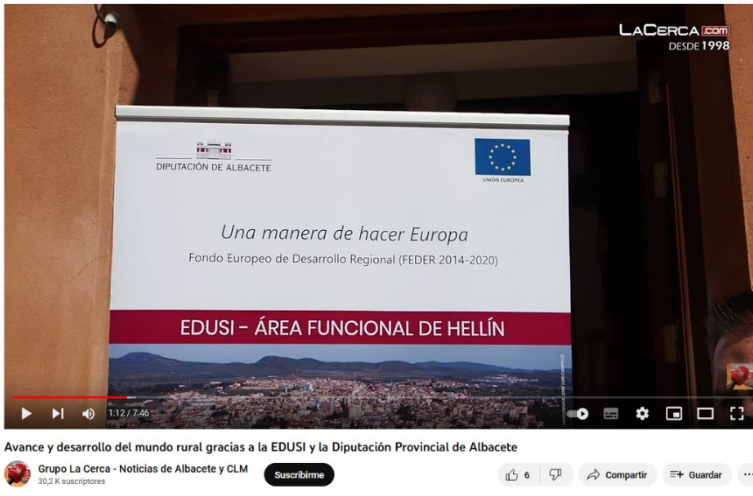 LACERCA.COM
DESDE 1998
DIPUTACIÓN DE ALBACETE
UNIÓN EUROPEA
Una manera de hacer Europa
Fondo Europeo de Desarrollo Regional (FEDER 2014-2020)
EDUSI – ÁREA FUNCIONAL DE HELLÍN
1:12 / 7:46
Avance y desarrollo del mundo rural gracias a la EDUSI y la Diputación Provincial de Albacete
Grupo La Cerca - Noticias de Albacete y CLM
30,2 K suscriptores
Suscribirme
6
Compartir
Guardar